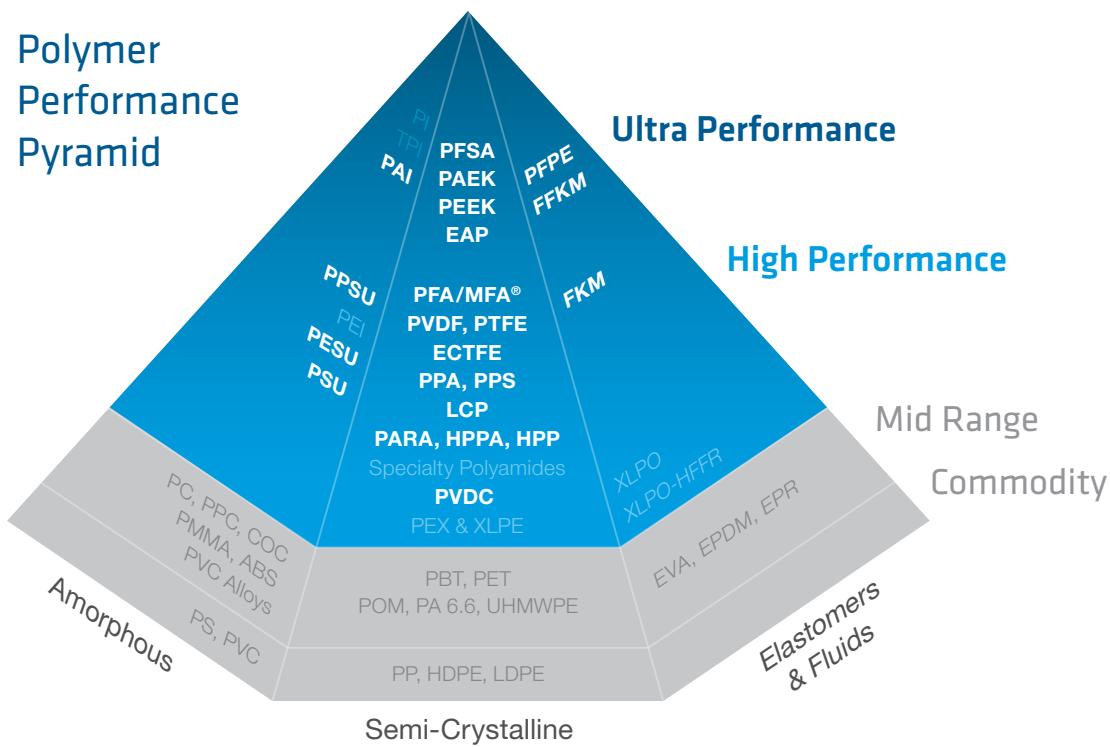 Polymer
Performance
Pyramid
Ultra Performance
High Performance
Mid Range
Commodity
PI
TPI
PAI
PPSU
PEI
PESU
PSU
PC, PPC, COC
PMMA, ABS
PVC Alloys
PS, PVC
Amorphous
PFSA
PAEK
PEEK
EAP
PFA/MFA®
PVDF, PTFE
ECTFE
PPA, PPS
LCP
PARA, HPPA, HPP
Specialty Polyamides
PVDC
PEX & XLPE
PBT, PET
POM, PA 6.6, UHMWPE
PP, HDPE, LDPE
Semi-Crystalline
PFPE
FFKM
FKM
XLPO
XLPO-HFFR
EVA, EPDM, EPR
Elastomers
& Fluids